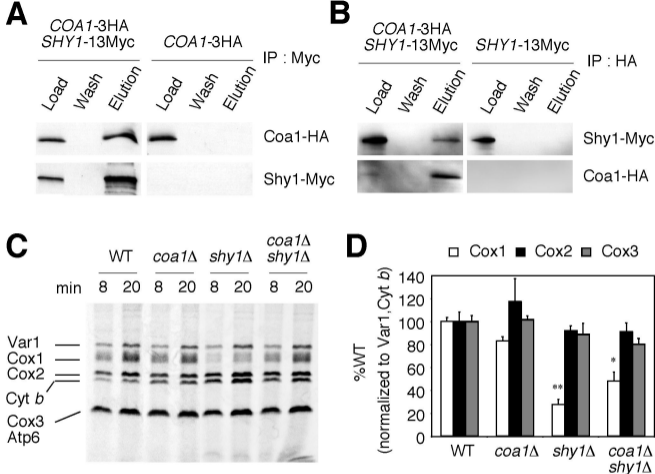 A
COA1-3HA
SHY1-13Myc
COA1-3HA
IP : Myc
Load
Wash
Elution
Load
Wash
Elution
Coa1-HA
Shy1-Myc
B
COA1-3HA
SHY1-13Myc
SHY1-13Myc
IP : HA
Load
Wash
Elution
Load
Wash
Elution
Shy1-Myc
Coa1-HA
C
WT
coa1Δ
shy1Δ
coa1Δ
shy1Δ
min 8 20 8 20 8 20 8 20
Var1
Cox1
Cox2
Cyt b
Cox3
Atp6
D
Cox1 Cox2 Cox3
%WT
(normalized to Var1,Cyt b)
140
120
100
80
60
40
20
0
**
*
WT
coa1Δ
shy1Δ
coa1Δ
shy1Δ